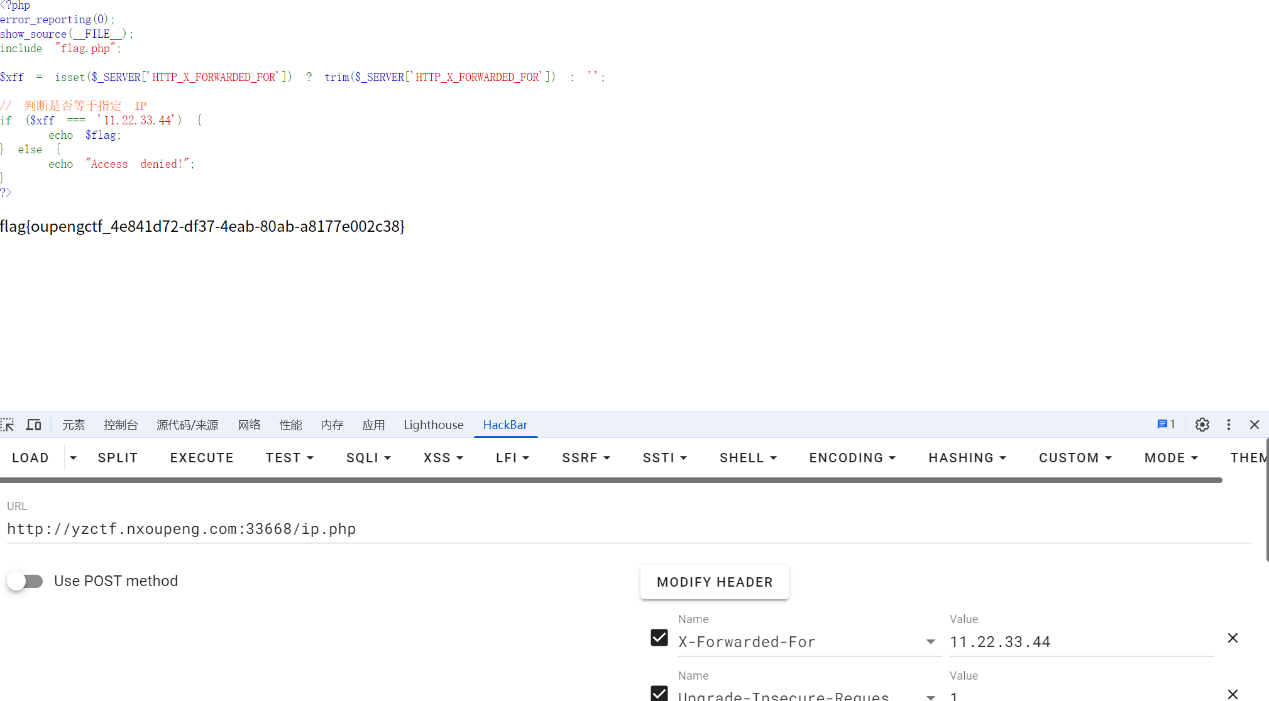 <?php
error_reporting(0);
show_source(__FILE__);
include "flag.php";
$xff = isset($_SERVER['HTTP_X_FORWARDED_FOR']) ? trim($_SERVER['HTTP_X_FORWARDED_FOR']) : '';
// 判断是否等于指定 IP
if ($xff === '11.22.33.44') {
echo $flag;
} else {
echo "Access denied!";
}
?>
flag{oupengctf_4e841d72-df37-4eab-80ab-a8177e002c38}
元素 控制台 源代码/来源 网络 性能 内存 应用 Lighthouse HackBar 1
LOAD SPLIT EXECUTE TEST SQLI XSS LFI SSRF SSTI SHELL ENCODING HASHING CUSTOM MODE THEM
URL
http://yzctf.nxoupeng.com:33668/ip.php
Use POST method MODIFY HEADER
Name Value
X-Forwarded-For 11.22.33.44
Name Value
Upgrade-Insecure-Reques 1